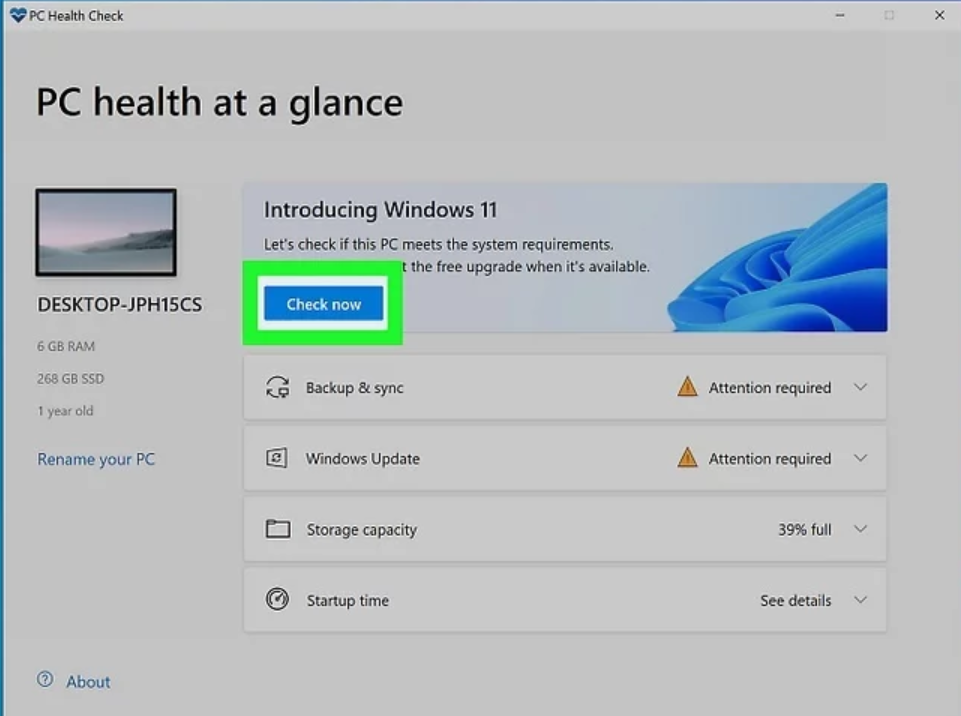 PC Health Check
PC health at a glance
DESKTOP-JPH15CS
6 GB RAM
268 GB SSD
1 year old
Rename your PC
Introducing Windows 11
Let's check if this PC meets the system requirements.
the free upgrade when it's available.
Check now
Backup & sync Attention required
Windows Update Attention required
Storage capacity 39% full
Startup time See details
About